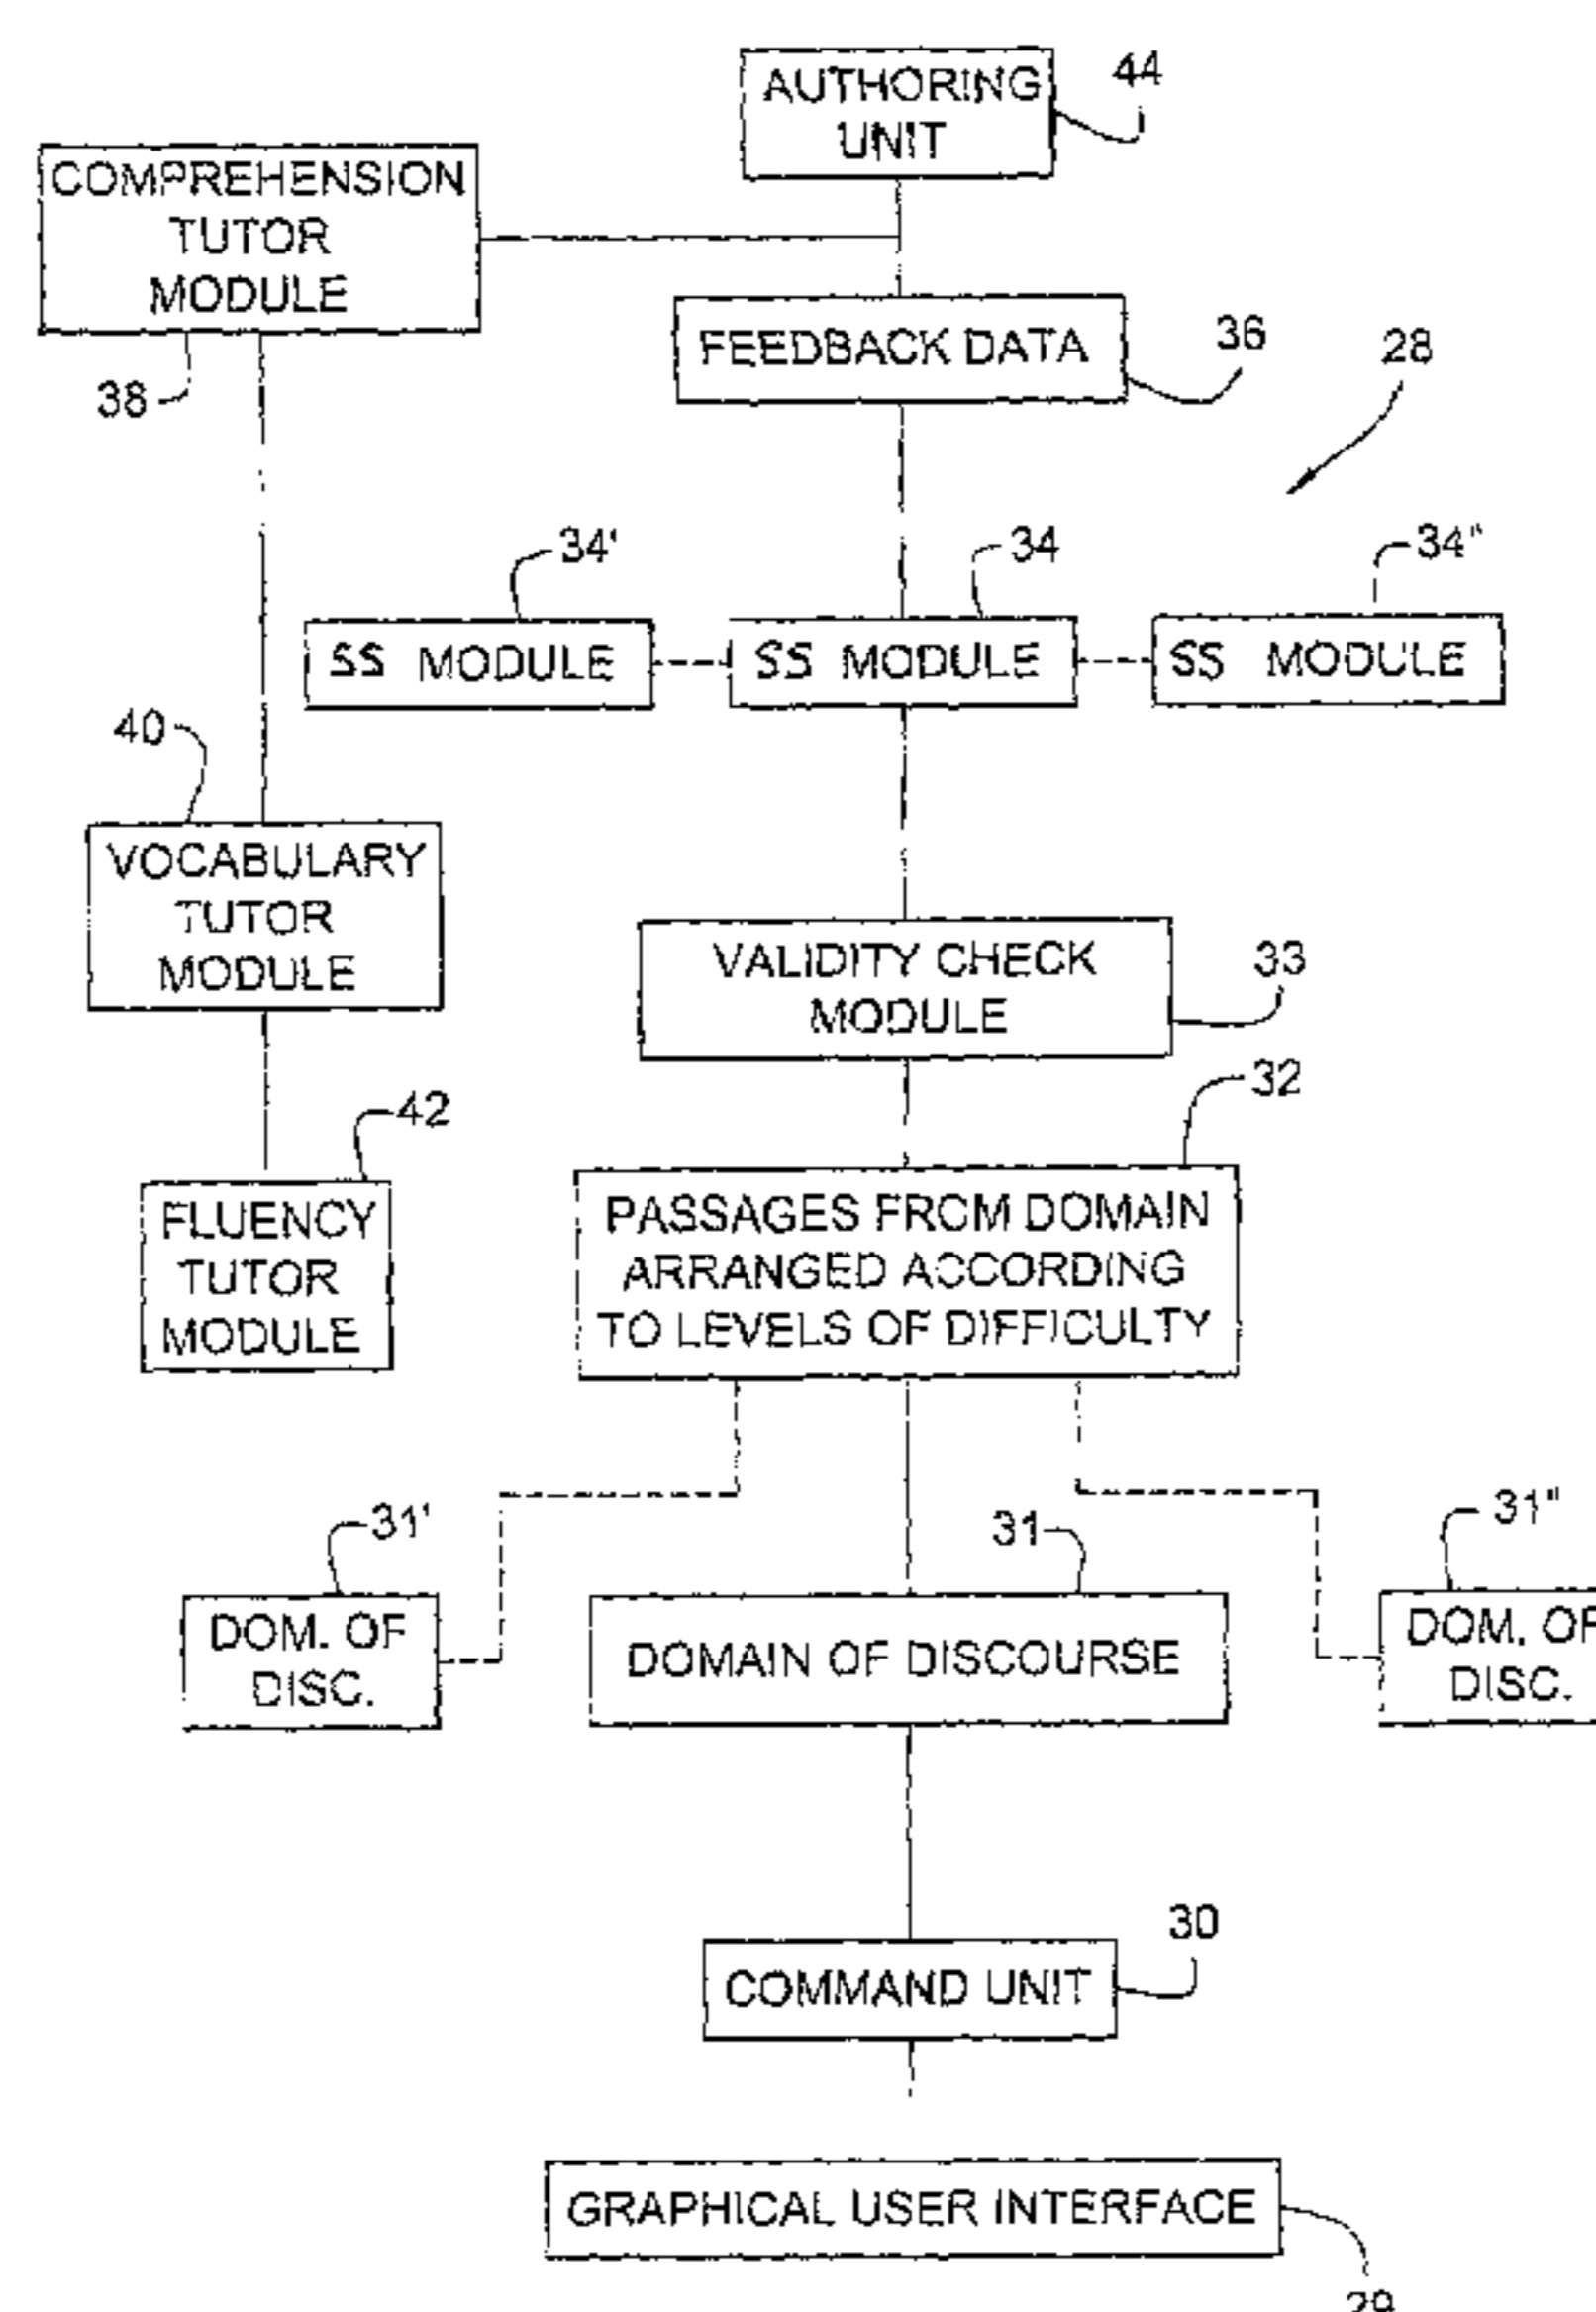 AUTHORING
UNIT
44
COMPREHENSION
TUTOR
MODULE
38
FEEDBACK DATA
36
28
34'
34
34"
SS MODULE
SS MODULE
SS MODULE
40
VOCABULARY
TUTOR
MODULE
VALIDITY CHECK
MODULE
33
32
42
FLUENCY
TUTOR
MODULE
PASSAGES FROM DOMAIN
ARRANGED ACCORDING
TO LEVELS OF DIFFICULTY
31'
31
31"
DOM. OF
DISC.
DOMAIN OF DISCOURSE
DOM. OF
DISC.
30
COMMAND UNIT
GRAPHICAL USER INTERFACE
29